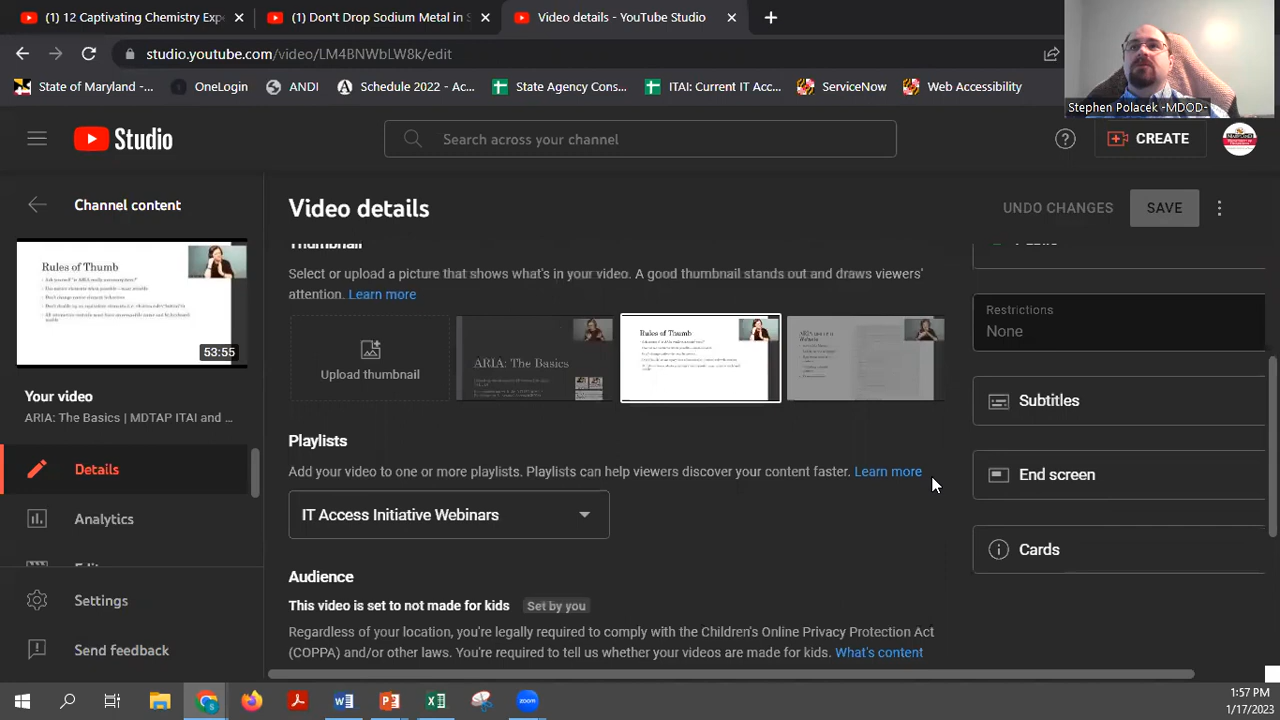 (1) 12 Captivating Chemistry Exp
(1) Don't Drop Sodium Metal
Video details - YouTube Studio
studio.youtube.com/video/LM4BNWbLW8k/edit
State of Maryland -...
OneLogin
ANDI
Schedule 2022 -
State Agency Cons...
ITAI: Current IT Acc...
ServiceNow
Web Accessibility
Stephen Polacek -MDOD-
Studio
Search across your channel
CREATE
Channel content
Video details
UNDO CHANGES
SAVE
Thumbnail
Select or upload a picture that shows what's in your video. A good thumbnail stands out and draws viewers'
attention. Learn more
Restrictions
None
Rules of Thumb
53:55
Upload thumbnail
ARIA: The Basics
Rules of Thumb
Subtitles
Your video
ARIA: The Basics | MDTAP ITAI and ...
Playlists
Add your video to one or more playlists. Playlists can help viewers discover your content faster. Learn more
End screen
Details
IT Access Initiative Webinars
Analytics
Cards
Audience
This video is set to not made for kids Set by you
Settings
Regardless of your location, you're legally required to comply with the Children's Online Privacy Protection Act
(COPPA) and/or other laws. You're required to tell us whether your videos are made for kids. What's content
Send feedback
zoom
1:57 PM
1/17/2023